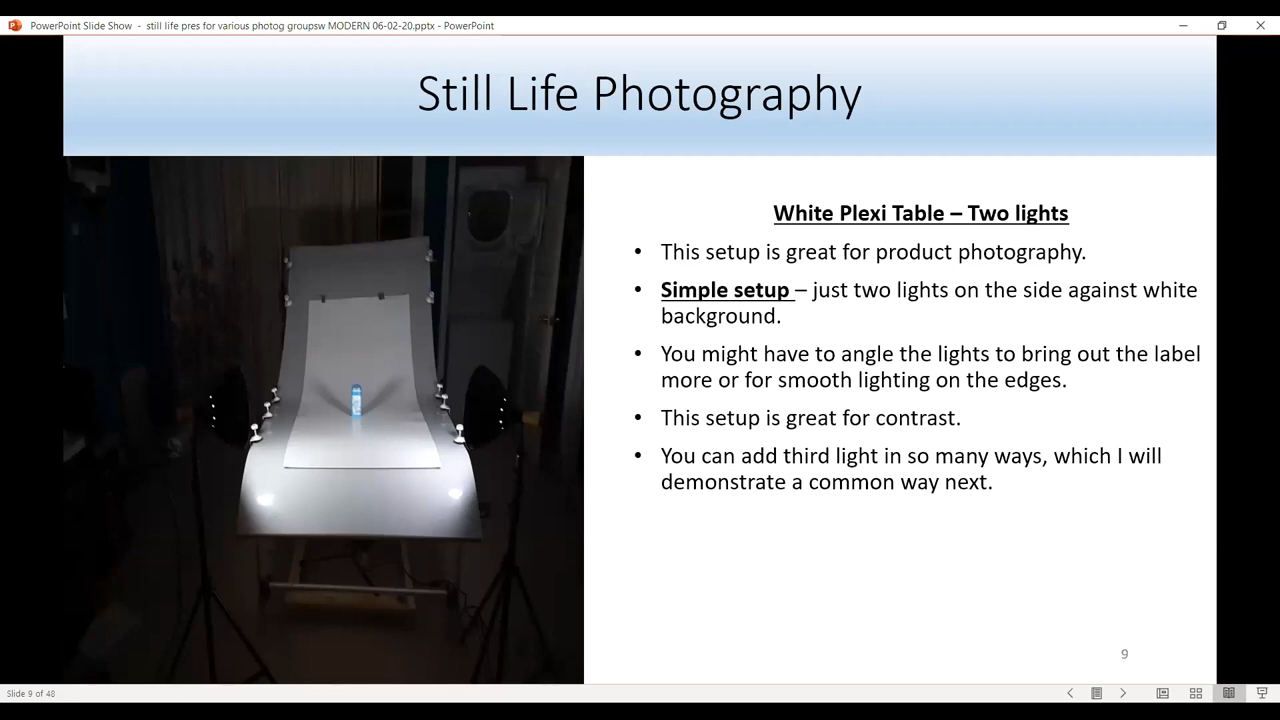 PowerPoint Slide Show - still life pres for various photog groupsw MODERN 06-02-20.pptx - PowerPoint
Still Life Photography
White Plexi Table – Two lights
• This setup is great for product photography.
• Simple setup – just two lights on the side against white
background.
• You might have to angle the lights to bring out the label
more or for smooth lighting on the edges.
• This setup is great for contrast.
• You can add third light in so many ways, which I will
demonstrate a common way next.
9
Slide 9 of 48